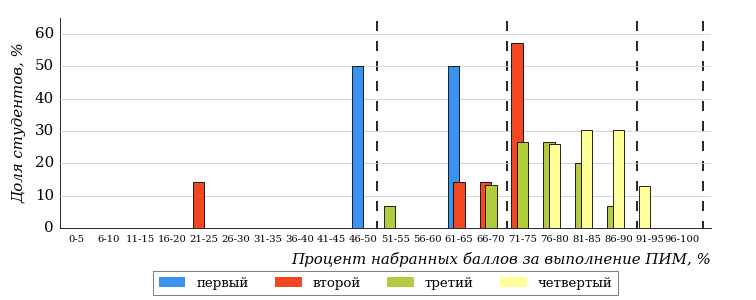 Доля студентов, %
60
50
40
30
20
10
0
0-5 6-10 11-15 16-20 21-25 26-30 31-35 36-40 41-45 46-50 51-55 56-60 61-65 66-70 71-75 76-80 81-85 86-90 91-95 96-100
Процент набранных баллов за выполнение ПИМ, %
первый второй третий четвертый